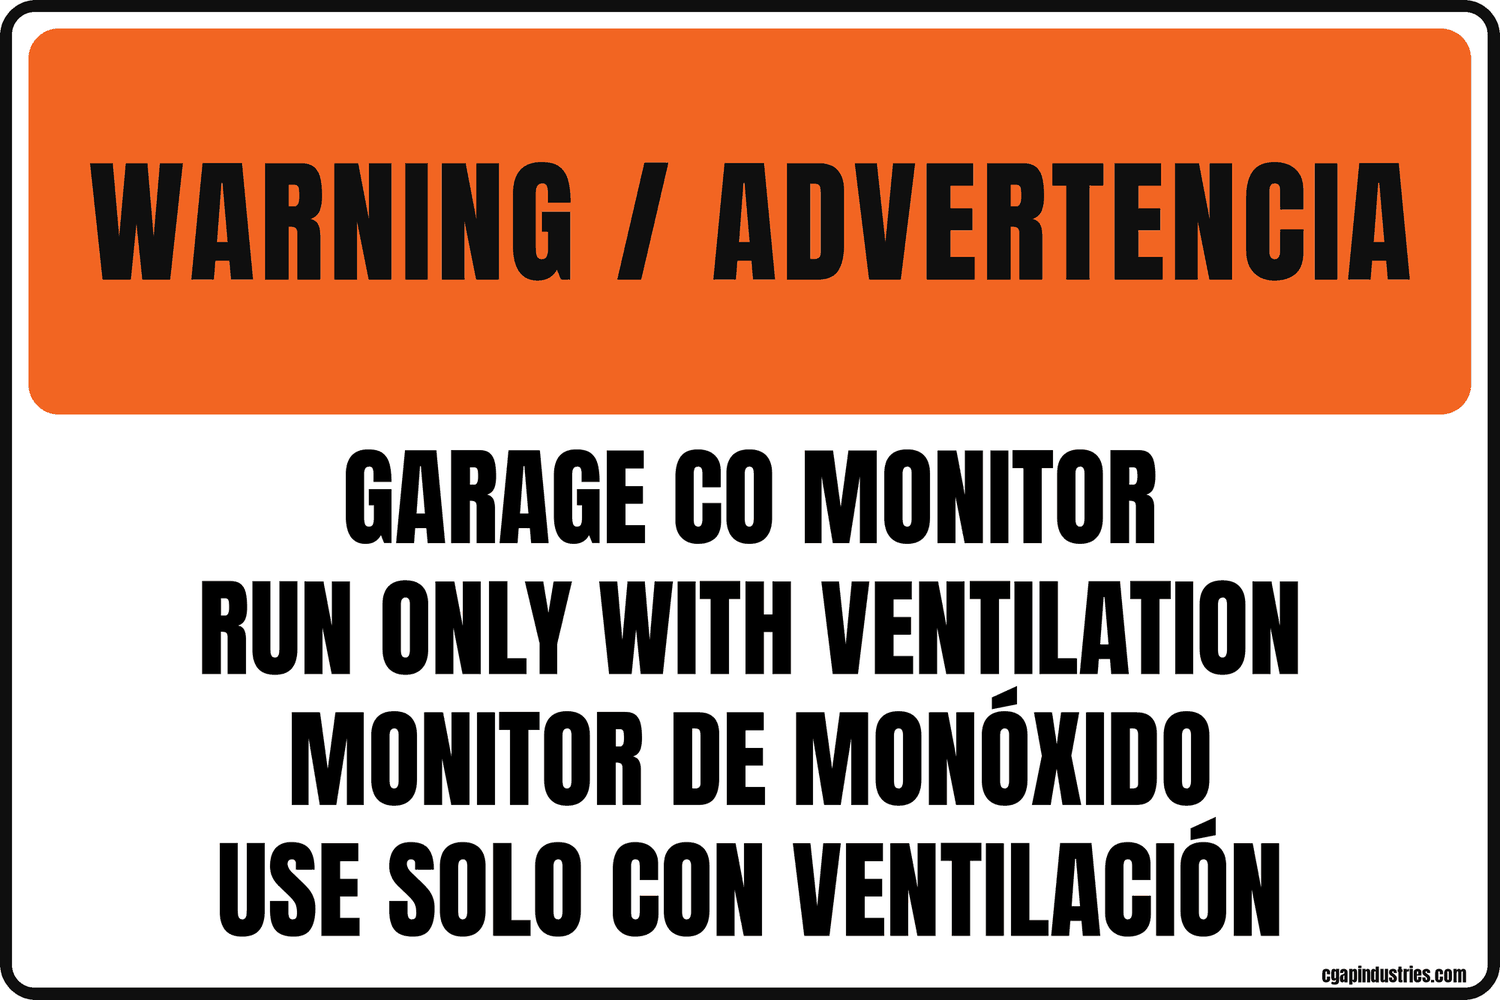 WARNING / ADVERTENCIA
GARAGE CO MONITOR
RUN ONLY WITH VENTILATION
MONITOR DE MONÓXIDO
USE SOLO CON VENTILACIÓN
cgapindustries.com